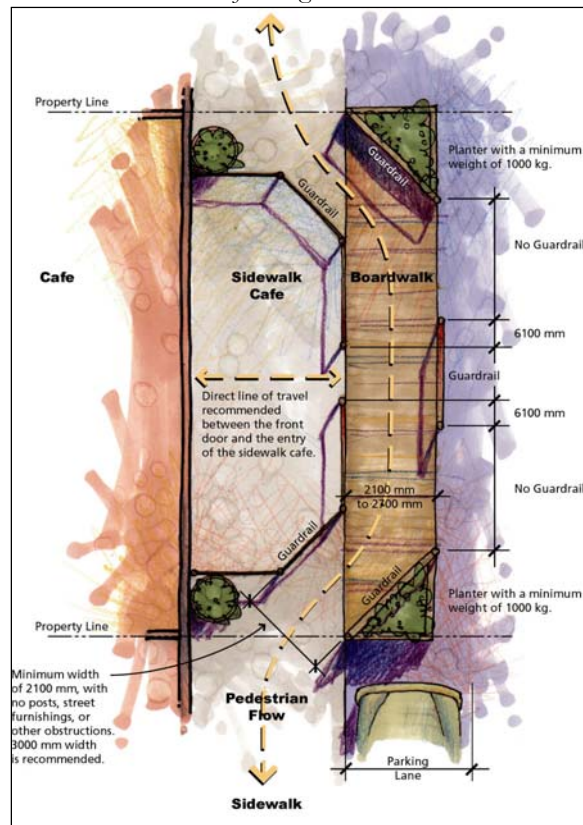 Property Line
Planter with a minimum
weight of 1000 kg.
Guardrail
Guardrail
No Guardrail
Cafe
Sidewalk
Cafe
Boardwalk
6100 mm
Direct line of travel
recommended
between the front
door and the entry
of the sidewalk cafe.
Guardrail
6100 mm
2100 mm
to 2700 mm
No Guardrail
Guardrail
Guardrail
Planter with a minimum
weight of 1000 kg.
Property Line
Minimum width
of 2100 mm, with
no posts, street
furnishings, or
other obstructions.
3000 mm width
is recommended.
Pedestrian
Flow
Parking
Lane
Sidewalk